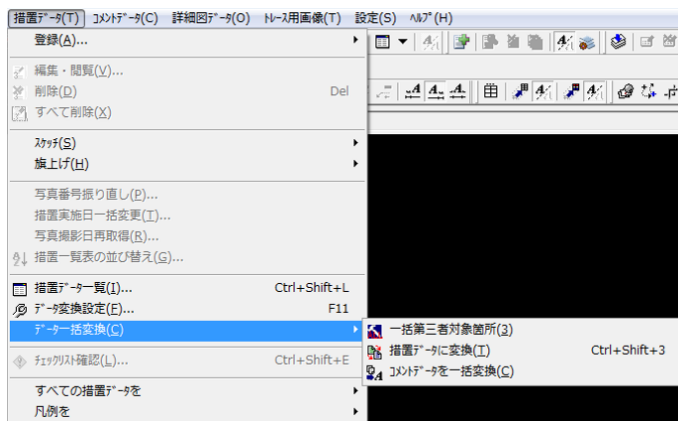 措置ﾃﾞｰﾀ(T) ｺﾒﾝﾄﾃﾞｰﾀ(C) 詳細図ﾃﾞｰﾀ(O) ﾄﾚｰｽ用画像(T) 設定(S) ﾍﾙﾌﾟ(H)
登録(A)...
編集・閲覧(V)...
削除(D) Del
すべて削除(X)
ｽｹｯﾁ(S)
旗上げ(H)
写真番号振り直し(P)...
措置実施日一括変更(T)...
写真撮影日再取得(R)...
措置一覧表の並び替え(G)...
措置ﾃﾞｰﾀ一覧(I)... Ctrl+Shift+L
ﾃﾞｰﾀ変換設定(F)... F11
ﾃﾞｰﾀ一括変換(C)
一括第三者対象箇所(3)
措置ﾃﾞｰﾀに変換(T) Ctrl+Shift+3
ｺﾒﾝﾄﾃﾞｰﾀを一括変換(C)
ﾁｪｯｸﾘｽﾄ確認(L)... Ctrl+Shift+E
すべての措置ﾃﾞｰﾀを
凡例を